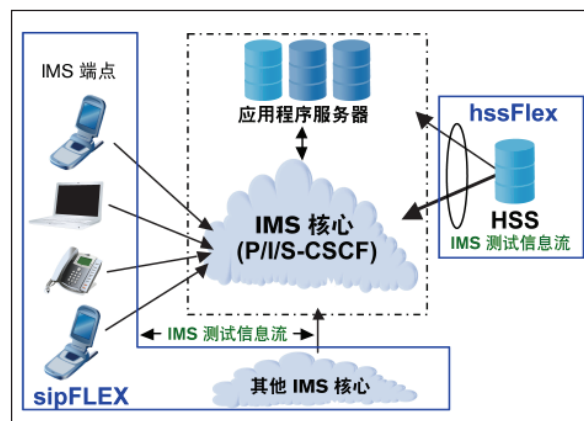 IMS 端点
应用程序服务器
hssFlex
HSS
IMS 测试信息流
IMS 核心
(P/I/S-CSCF)
IMS 测试信息流
其他 IMS 核心
sipFLEX